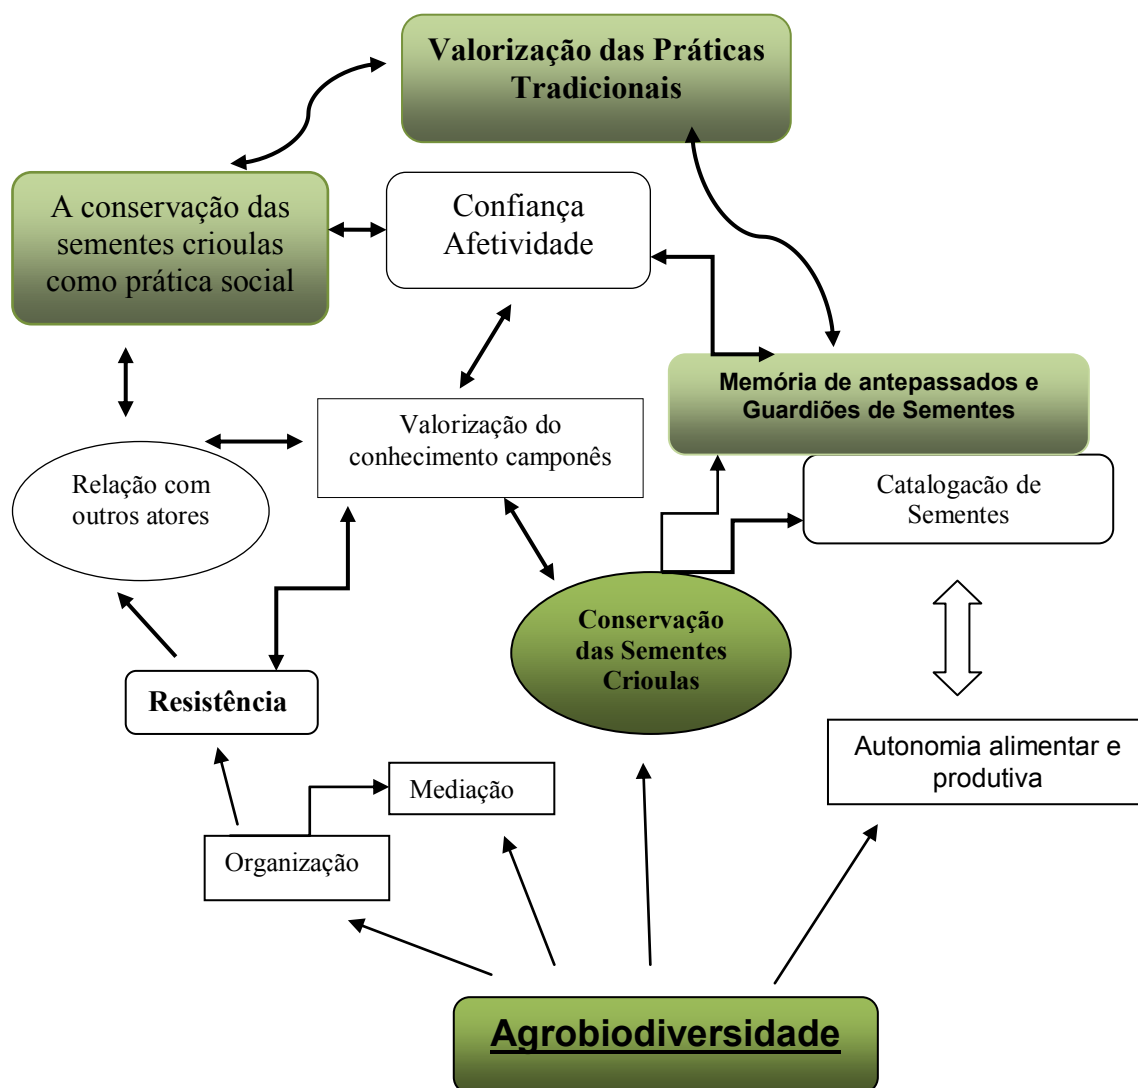 Valorização das Práticas
Tradicionais
A conservação das
sementes crioulas
como prática social
Confiança
Afetividade
Memória de antepassados e
Guardiões de Sementes
Valorização do
conhecimento camponês
Relação com
outros atores
Catalogacão de
Sementes
Conservação
das Sementes
Crioulas
Resistência
Autonomia alimentar e
produtiva
Mediação
Organização
Agrobiodiversidade